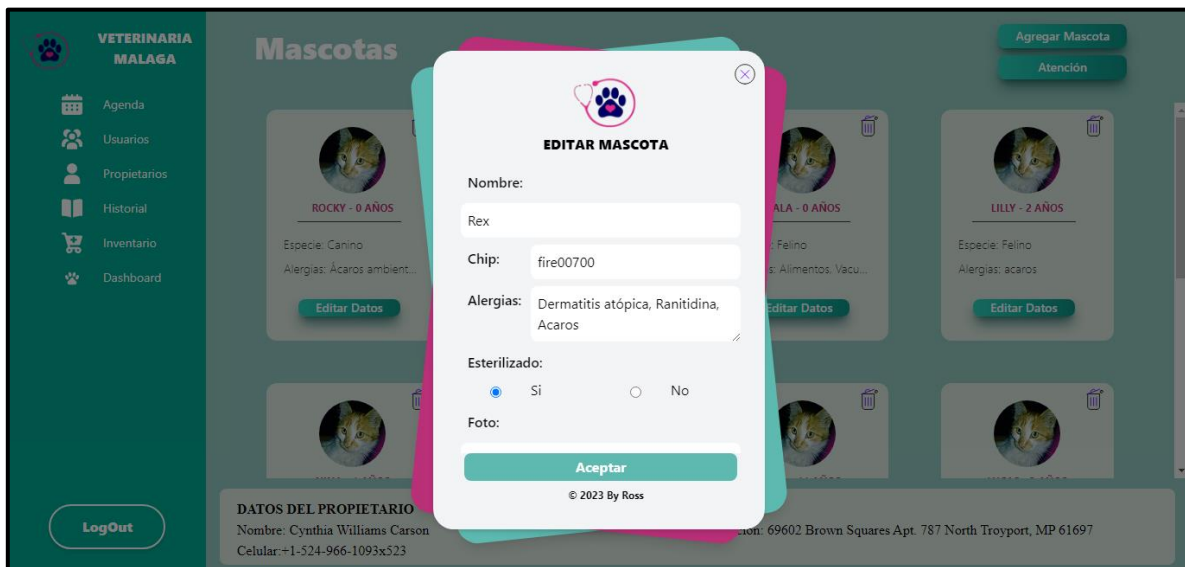 VETERINARIA
MALAGA
Agenda
Usuarios
Propietarios
Historial
Inventario
Dashboard
LogOut
Mascotas
Agregar Mascota
Atención
ROCKY - 0 AÑOS
Especie: Canino
Alergias: Àcaros ambient...
Editar Datos
ALA - 0 AÑOS
: Felino
s: Alimentos. Vacu...
Editar Datos
LILLY - 2 AÑOS
Especie: Felino
Alergias: acaros
Editar Datos
EDITAR MASCOTA
Nombre:
Rex
Chip:
fire00700
Alergias:
Dermatitis atópica, Ranitidina,
Acaros
Esterilizado:
Si
No
Foto:
Aceptar
© 2023 By Ross
DATOS DEL PROPIETARIO
Nombre: Cynthia Williams Carson
ción: 69602 Brown Squares Apt. 787 North Troyport, MP 61697
Celular:+1-524-966-1093x523